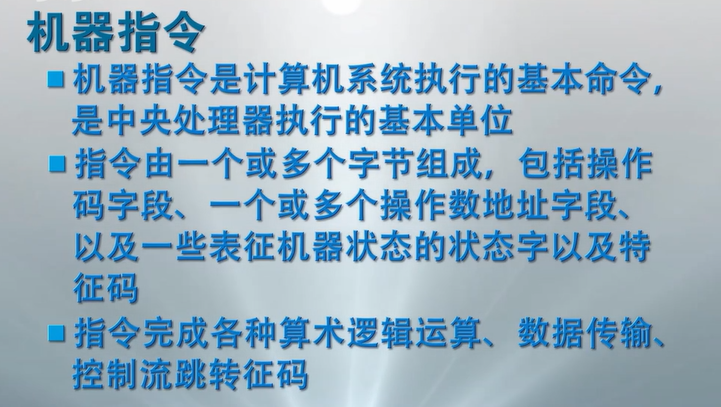 机器指令
机器指令是计算机系统执行的基本命令，
是中央处理器执行的基本单位
指令由一个或多个字节组成，包括操作
码字段、一个或多个操作数地址字段、
以及一些表征机器状态的状态字以及特
征码
指令完成各种算术逻辑运算、数据传输、
控制流跳转征码